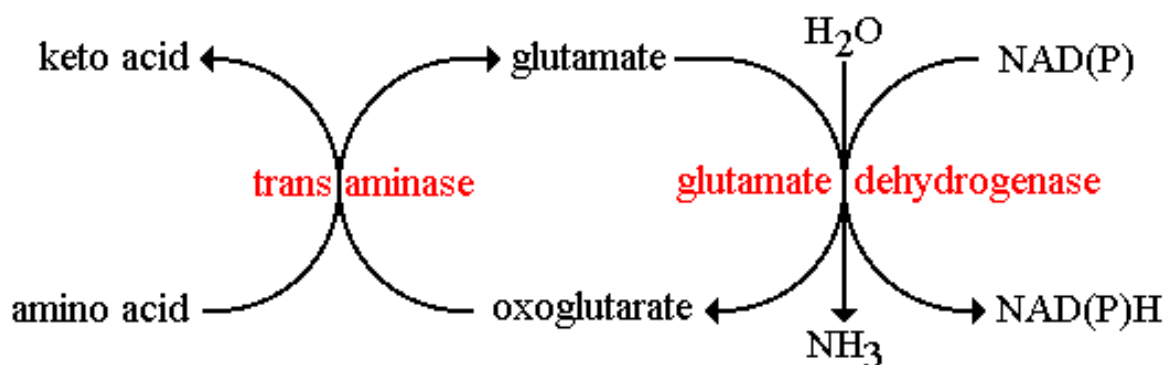 keto acid glutamate H2O NAD(P)
trans aminase glutamate dehydrogenase
amino acid oxoglutarate NH3 NAD(P)H